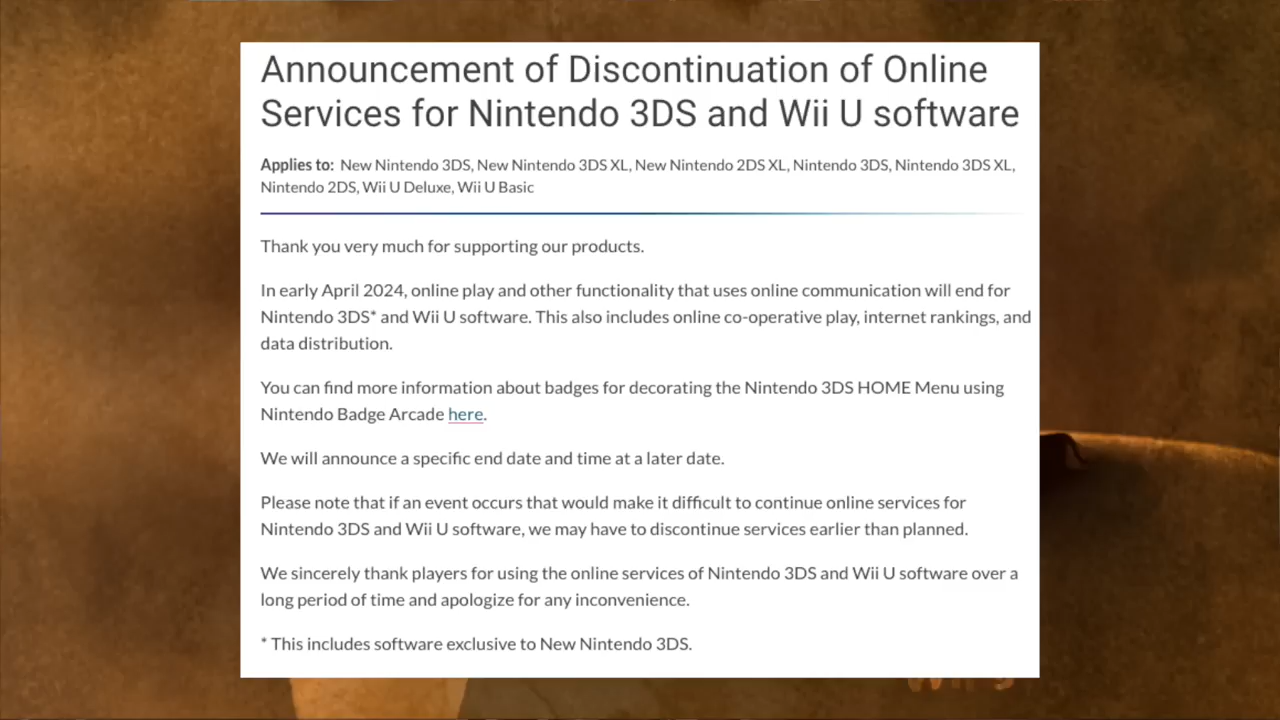 Announcement of Discontinuation of Online
Services for Nintendo 3DS and Wii U software
Applies to: New Nintendo 3DS, New Nintendo 3DS XL, New Nintendo 2DS XL, Nintendo 3DS, Nintendo 3DS XL,
Nintendo 2DS, Wii U Deluxe, Wii U Basic
Thank you very much for supporting our products.
In early April 2024, online play and other functionality that uses online communication will end for
Nintendo 3DS* and Wii U software. This also includes online co-operative play, internet rankings, and
data distribution.
You can find more information about badges for decorating the Nintendo 3DS HOME Menu using
Nintendo Badge Arcade here.
We will announce a specific end date and time at a later date.
Please note that if an event occurs that would make it difficult to continue online services for
Nintendo 3DS and Wii U software, we may have to discontinue services earlier than planned.
We sincerely thank players for using the online services of Nintendo 3DS and Wii U software over a
long period of time and apologize for any inconvenience.
* This includes software exclusive to New Nintendo 3DS.